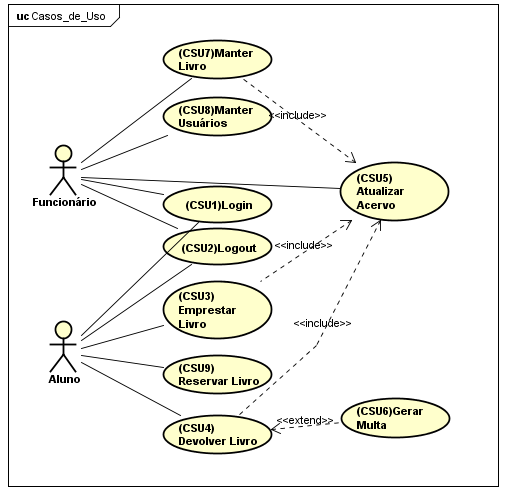 uc Casos_de_Uso
(CSU7)Manter
Livro
<<include>>
(CSU8)Manter
Usuários
Funcionário
(CSU5)
Atualizar
Acervo
(CSU1)Login
(CSU2)Logout
<<include>>
(CSU3)
Emprestar
Livro
<<include>>
Aluno
(CSU9)
Reservar Livro
(CSU4)
Devolver Livro
<<extend>>
(CSU6)Gerar
Multa